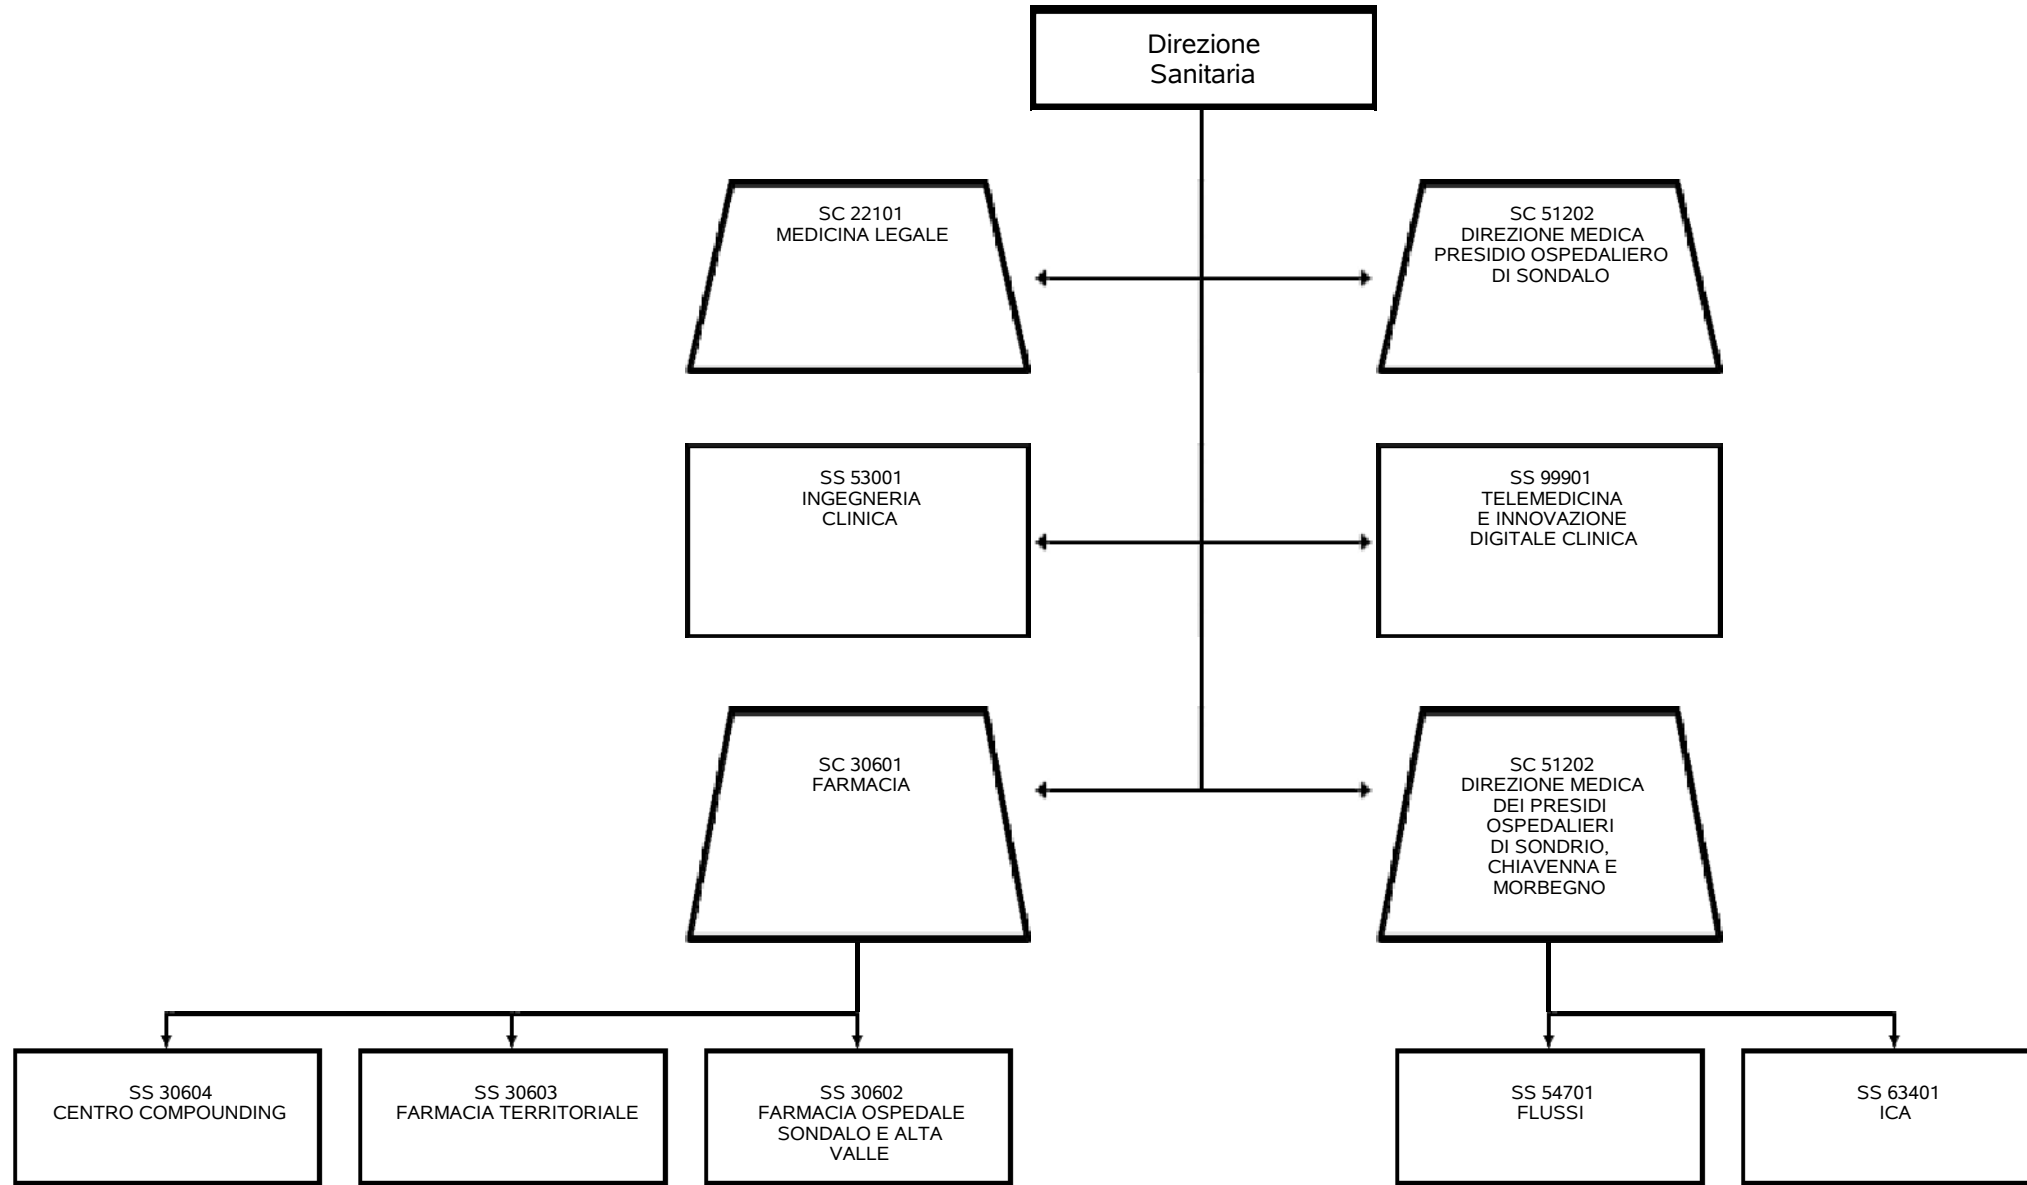 Direzione
Sanitaria
SC 22101
MEDICINA LEGALE
SC 51202
DIREZIONE MEDICA
PRESIDIO OSPEDALIERO
DI SONDALO
SS 53001
INGEGNERIA
CLINICA
SS 99901
TELEMEDICINA
E INNOVAZIONE
DIGITALE CLINICA
SC 30601
FARMACIA
SC 51202
DIREZIONE MEDICA
DEI PRESIDI
OSPEDALIERI
DI SONDRIO,
CHIAVENNA E
MORBEGNO
SS 30604
CENTRO COMPOUNDING
SS 30603
FARMACIA TERRITORIALE
SS 30602
FARMACIA OSPEDALE
SONDALO E ALTA
VALLE
SS 54701
FLUSSI
SS 63401
ICA